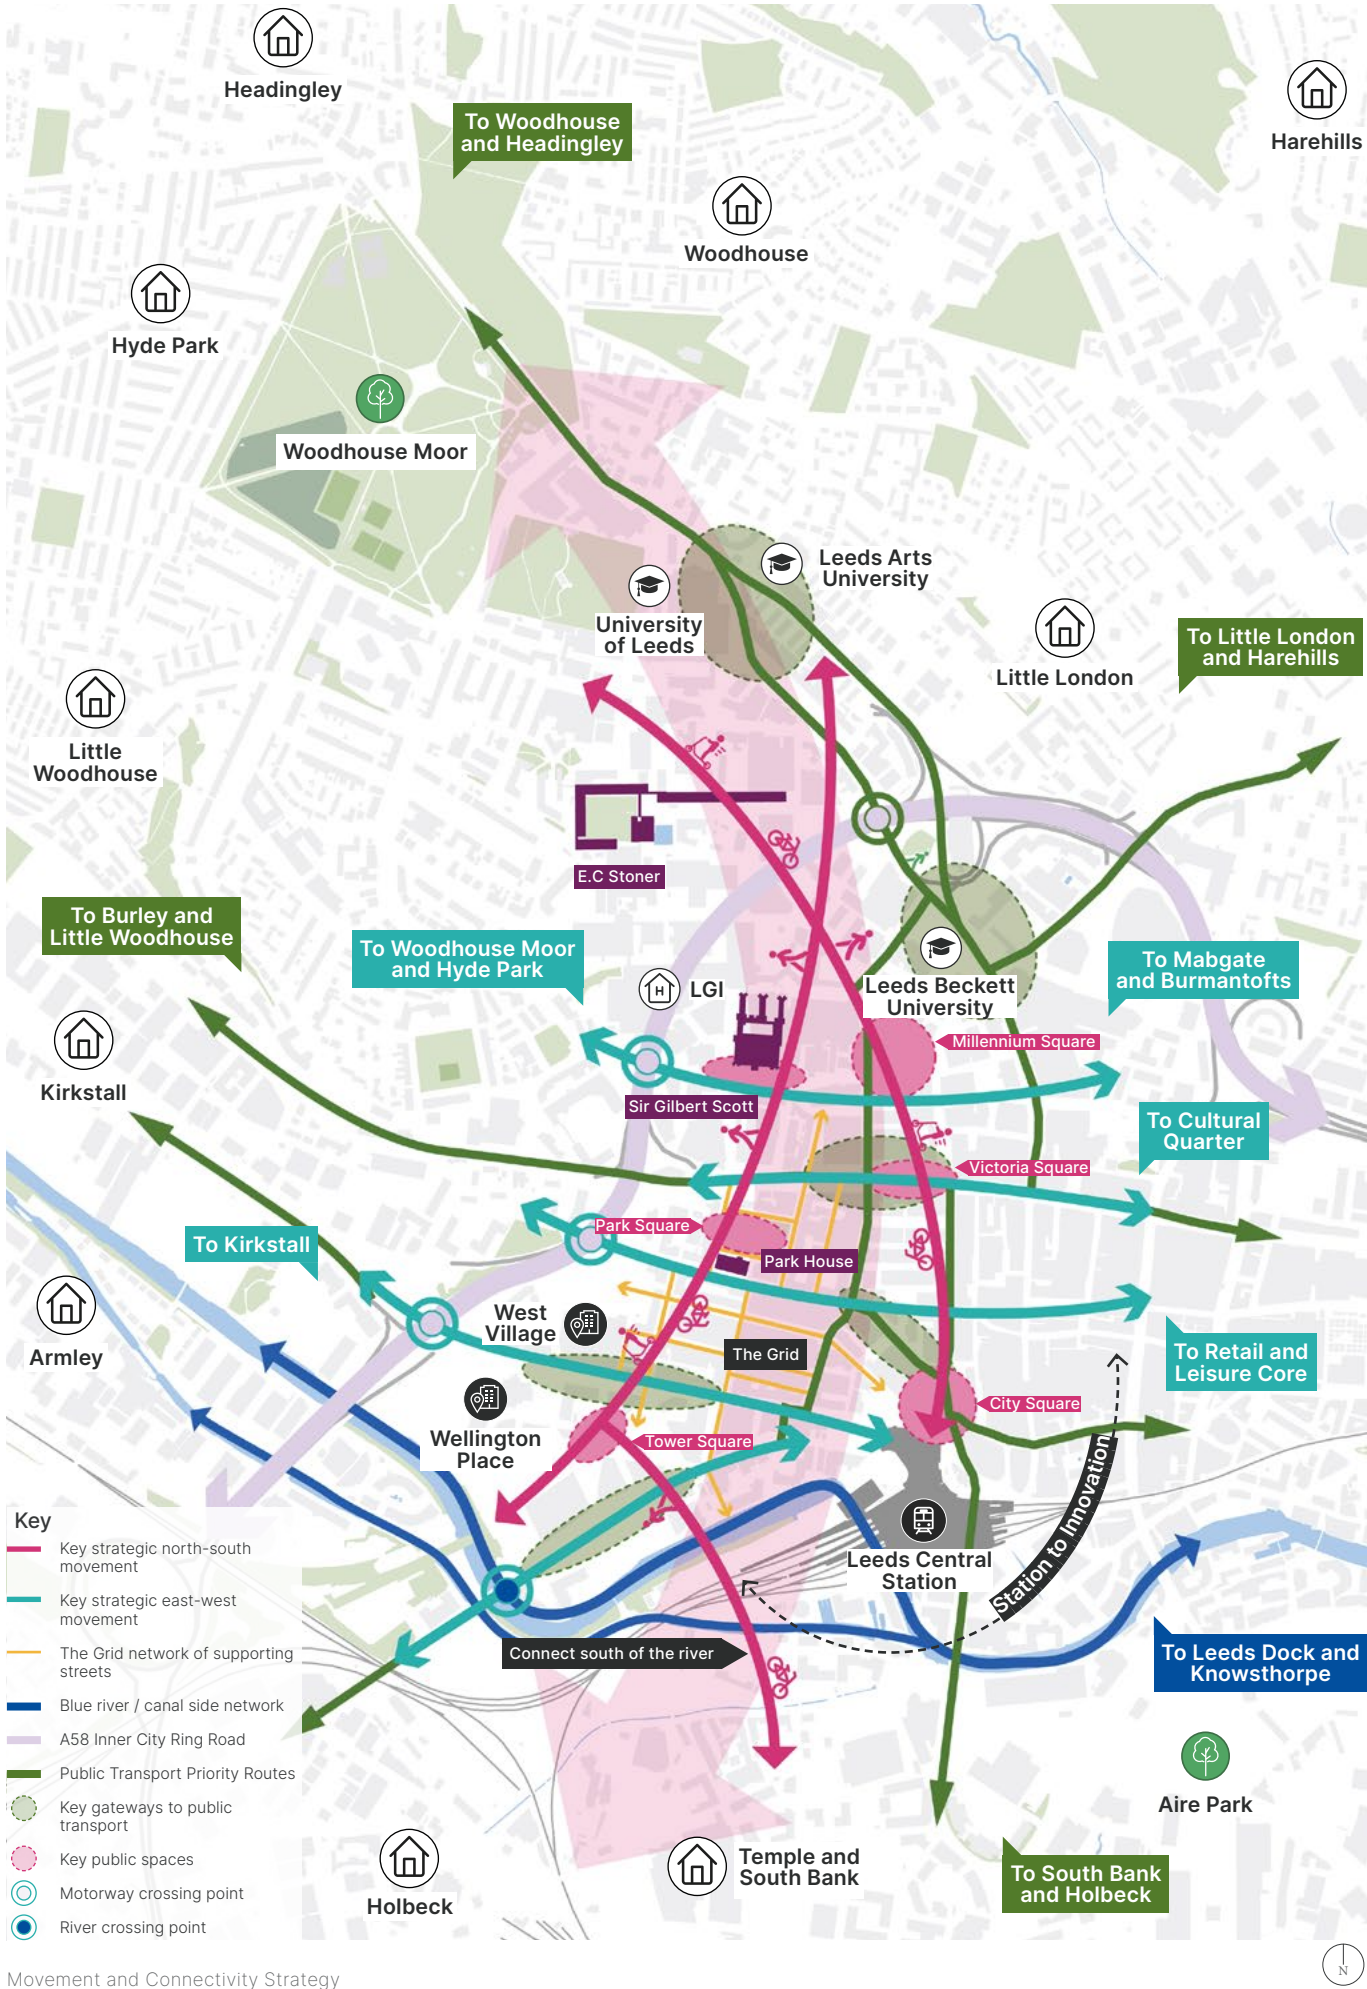 Headingley
Harehills
To Woodhouse
and Headingley
Woodhouse
Hyde Park
Woodhouse Moor
Leeds Arts
University
University
of Leeds
Little London
To Little London
and Harehills
Little
Woodhouse
E.C Stoner
To Burley and
Little Woodhouse
To Woodhouse Moor
and Hyde Park
H
LGI
Leeds Beckett
University
To Mabgate
and Burmantofts
Millennium Square
Kirkstall
Sir Gilbert Scott
To Cultural
Quarter
Victoria Square
Park Square
To Kirkstall
Park House
West
Village
Armley
The Grid
To Retail and
Leisure Core
City Square
Wellington
Place
Tower Square
Station to Innovation
Leeds Central
Station
Connect south of the river
To Leeds Dock and
Knowsthorpe
Aire Park
Temple and
South Bank
To South Bank
and Holbeck
Holbeck
Key
Key strategic north-south
movement
Key strategic east-west
movement
The Grid network of supporting
streets
Blue river / canal side network
A58 Inner City Ring Road
Public Transport Priority Routes
Key gateways to public
transport
Key public spaces
Motorway crossing point
River crossing point
N
Movement and Connectivity Strategy